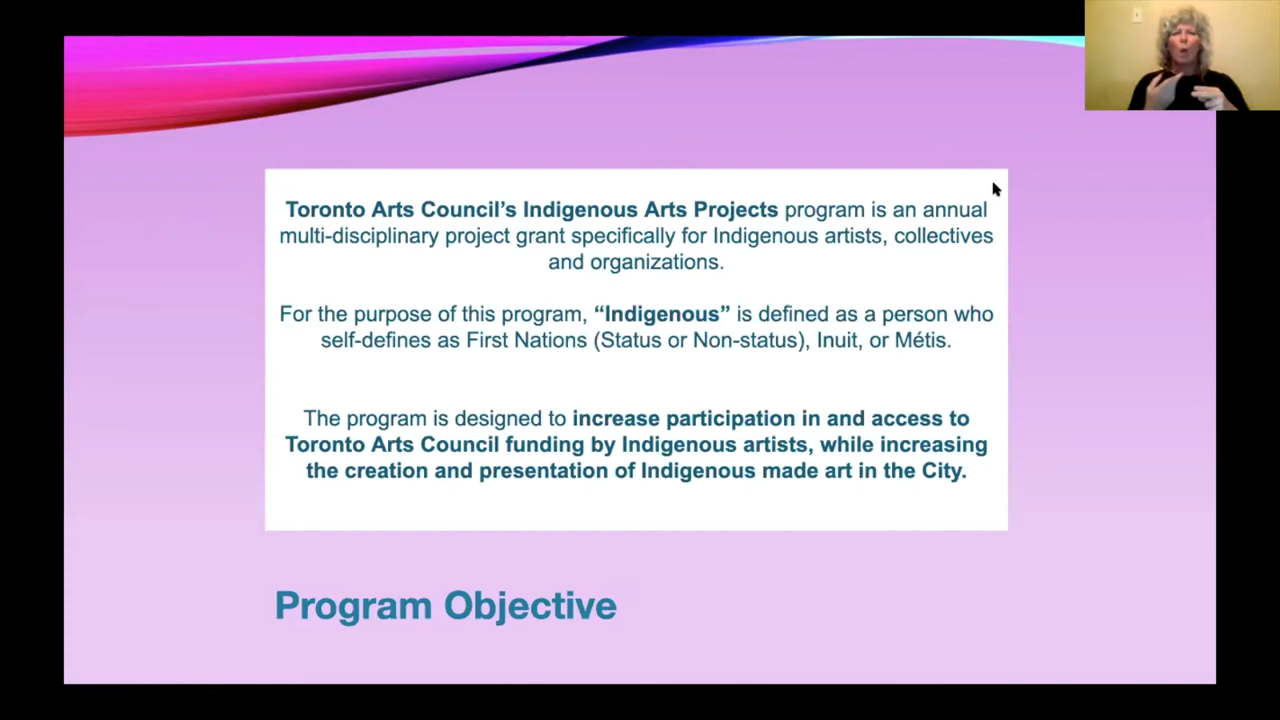 Toronto Arts Council’s Indigenous Arts Projects program is an annual
multi-disciplinary project grant specifically for Indigenous artists, collectives
and organizations.
For the purpose of this program, “Indigenous” is defined as a person who
self-defines as First Nations (Status or Non-status), Inuit, or Métis.
The program is designed to increase participation in and access to
Toronto Arts Council funding by Indigenous artists, while increasing
the creation and presentation of Indigenous made art in the City.
Program Objective